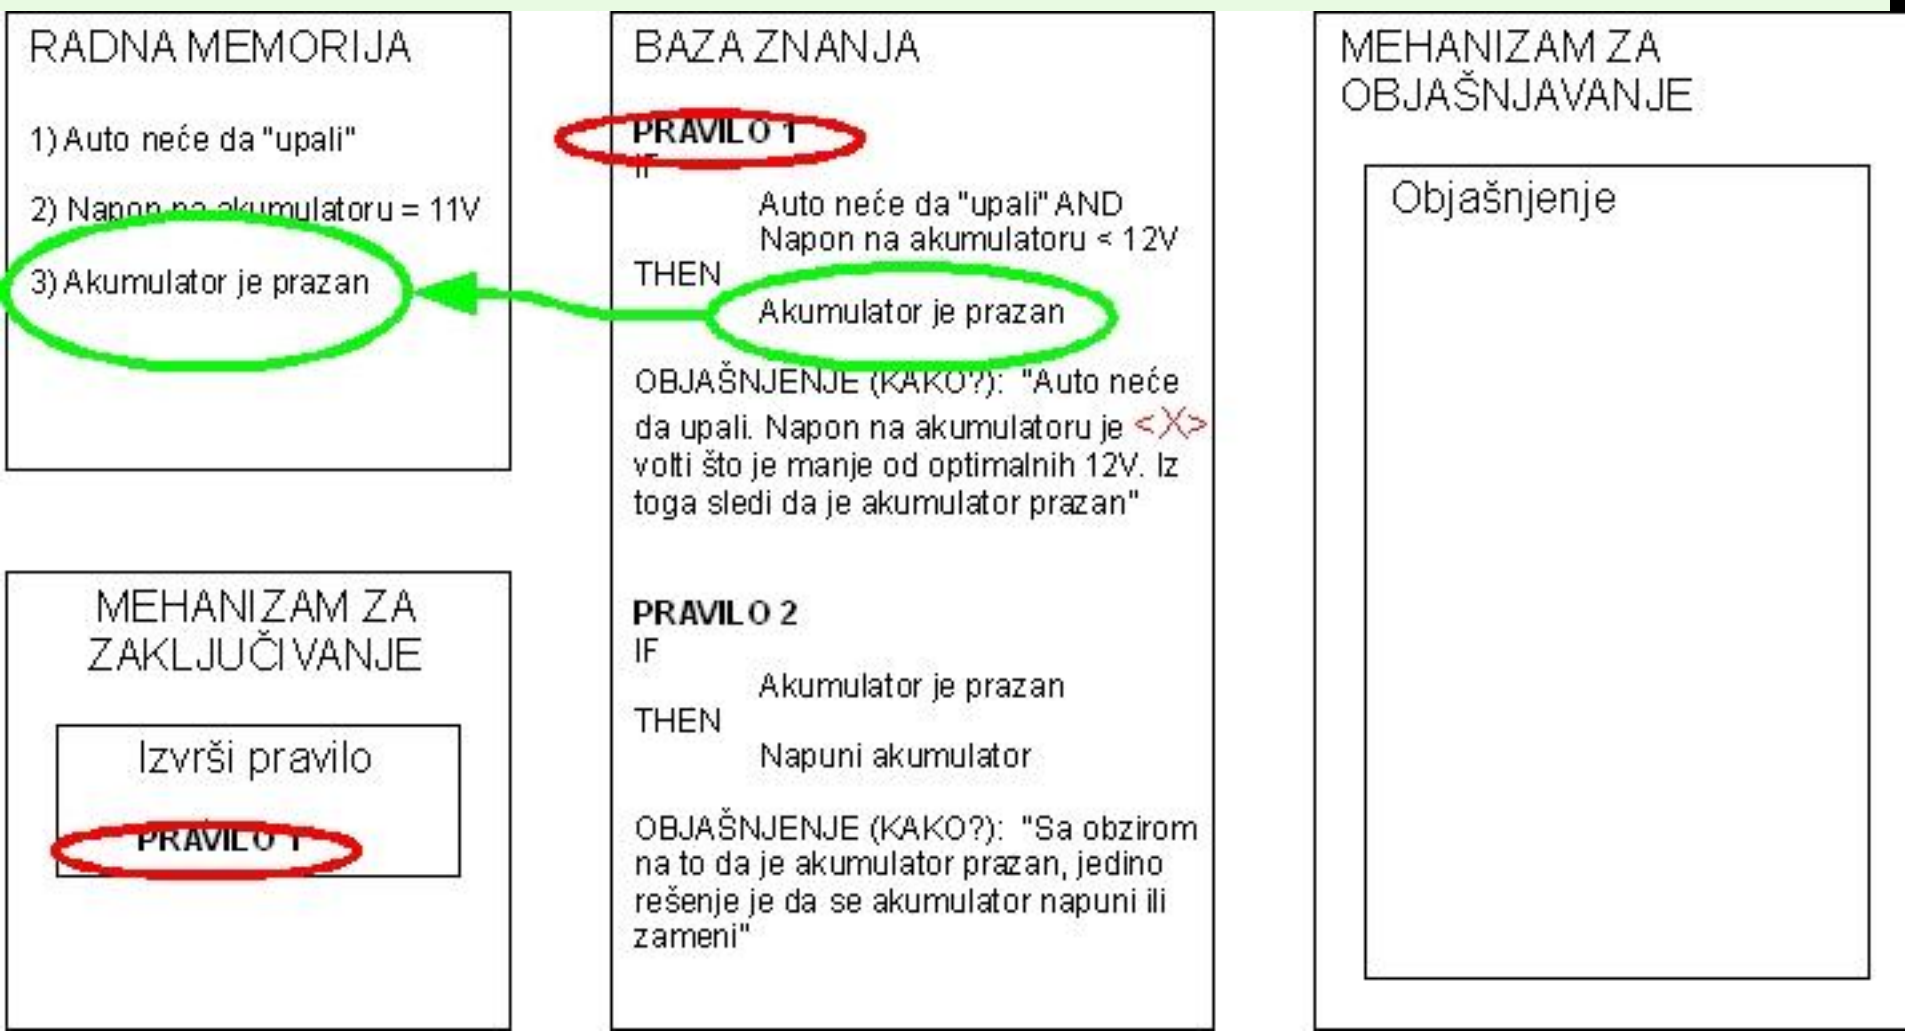 RADNA MEMORIJA
1) Auto neće da "upali"
2) Napon na akumulatoru = 11V
3) Akumulator je prazan
MEHANIZAM ZA
ZAKLJUČIVANJE
Izvrši pravilo
PRAVILO 1
BAZA ZNANJA
PRAVILO 1
IF
Auto neće da "upali" AND
Napon na akumulatoru < 12V
THEN
Akumulator je prazan
OBJAŠNJENJE (KAKO?): "Auto neće
da upali. Napon na akumulatoru je <X>
volti što je manje od optimalnih 12V. Iz
toga sledi da je akumulator prazan"
PRAVILO 2
IF
Akumulator je prazan
THEN
Napuni akumulator
OBJAŠNJENJE (KAKO?): "Sa obzirom
na to da je akumulator prazan, jedino
rešenje je da se akumulator napuni ili
zameni"
MEHANIZAM ZA
OBJAŠNJAVANJE
Objašnjenje